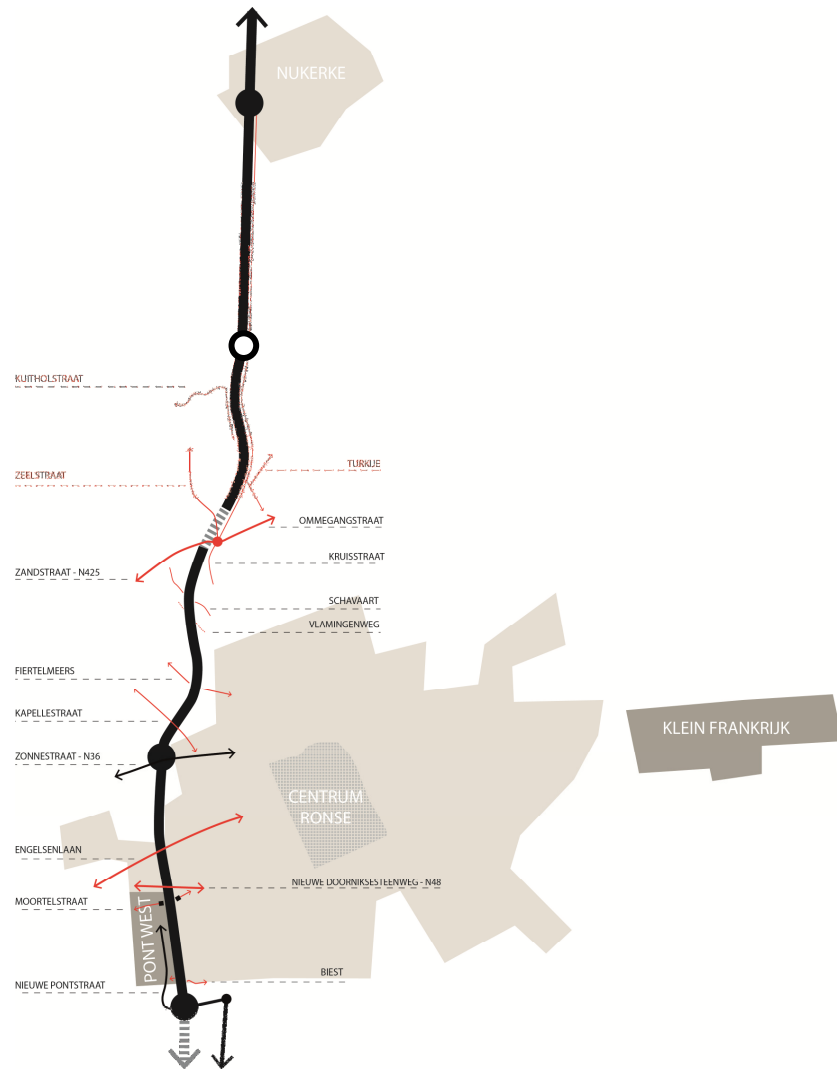 NUKERKE
KUITHOLSTRAAT
TURKIJE
ZEELSTRAAT
OMMEGANGSTRAAT
KRUISSTRAAT
ZANDSTRAAT - N425
SCHAVAART
VLAMINGENWEG
FIERTELMEERS
KAPELLESTRAAT
KLEIN FRANKRIJK
ZONNESTRAAT - N36
CENTRUM
RONSE
ENGELSENLAAN
NIEUWE DOORNIKSESTEENWEG - N48
MOORTELSTRAAT
PONT WEST
BIEST
NIEUWE PONTSTRAAT